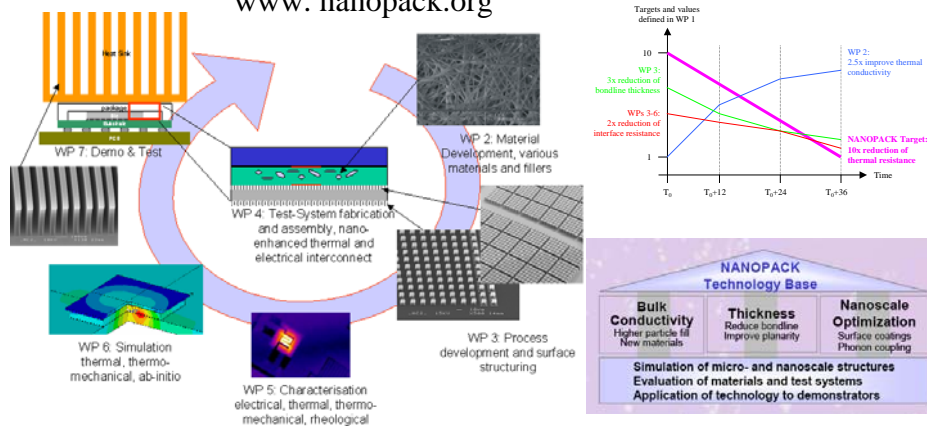 www. nanopack.org
Heat Sink
package
Substrate
PCB
WP 7: Demo & Test
WP 2: Material
Development, various
materials and fillers
WP 4: Test-System fabrication
and assembly, nano-
enhanced thermal and
electrical interconnect
WP 3: Process
development and surface
structuring
WP 5: Characterisation
electrical, thermal, thermo-
mechanical, rheological
WP 6: Simulation
thermal, thermo-
mechanical, ab-initio
Targets and values
defined in WP 1
10
WP 2:
2.5x improve thermal
conductivity
WP 3:
3x reduction of
bondline thickness
WPs 3-6:
2x reduction of
interface resistance
NANOPACK Target:
10x reduction of
thermal resistance
1
Time
T₀
T₀+12
T₀+24
T₀+36
NANOPACK
Technology Base
Bulk
Conductivity
Higher particle fill
New materials
Thickness
Reduce bondline
Improve planarity
Nanoscale
Optimization
Surface coatings
Phonon coupling
Simulation of micro- and nanoscale structures
Evaluation of materials and test systems
Application of technology to demonstrators